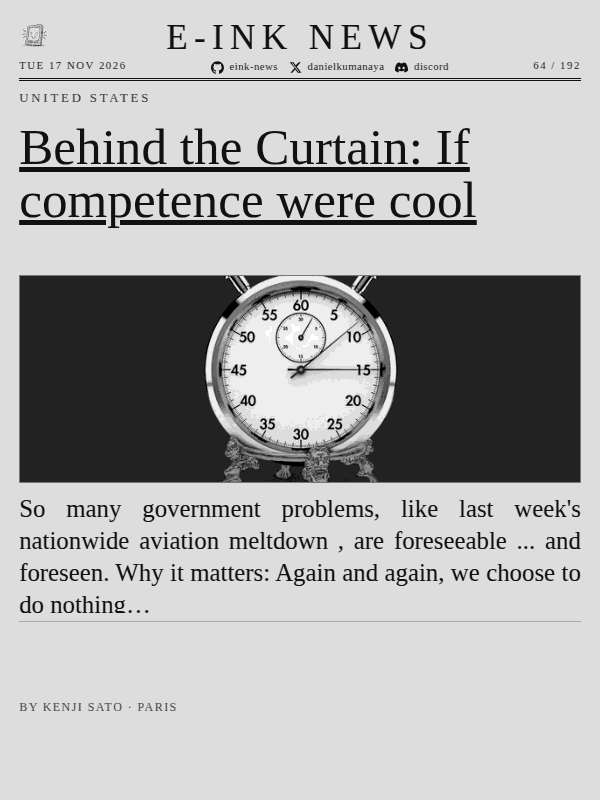 E-INK NEWS
TUE 17 NOV 2026
eink-news danielkumanaya discord
64 / 192
UNITED STATES
Behind the Curtain: If
competence were cool
60
55 5
50 10
45 15
40 20
35 25
30
So many government problems, like last week's
nationwide aviation meltdown , are foreseeable ... and
foreseen. Why it matters: Again and again, we choose to
do nothing…
BY KENJI SATO · PARIS